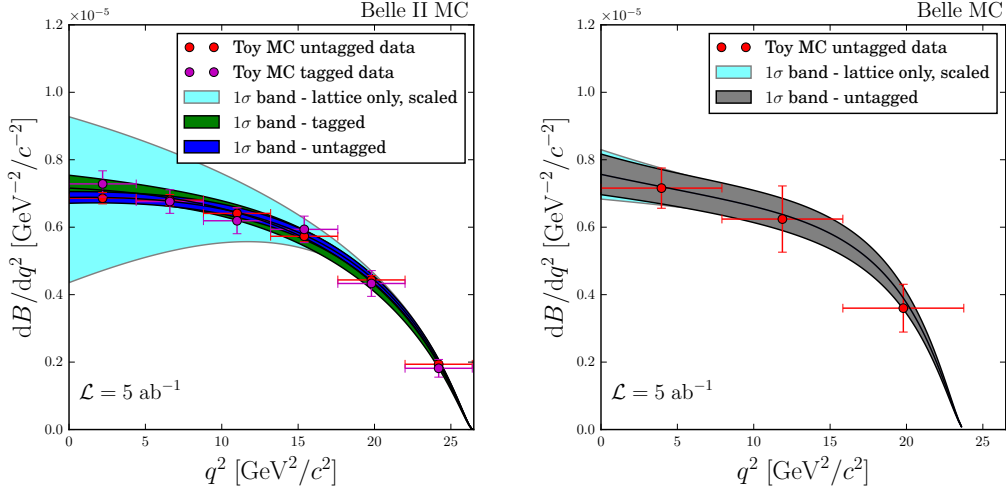 Belle II MC
×10⁻⁵
1.2
1.0
0.8
0.6
0.4
0.2
0.0
dB/dq² [GeV⁻²/c⁻²]
Toy MC untagged data
Toy MC tagged data
1σ band - lattice only, scaled
1σ band - tagged
1σ band - untagged
ℒ = 5 ab⁻¹
0 5 10 15 20 25
q² [GeV²/c²]
Belle MC
×10⁻⁵
1.2
1.0
0.8
0.6
0.4
0.2
0.0
dB/dq² [GeV⁻²/c⁻²]
Toy MC untagged data
1σ band - lattice only, scaled
1σ band - untagged
ℒ = 5 ab⁻¹
0 5 10 15 20 25
q² [GeV²/c²]